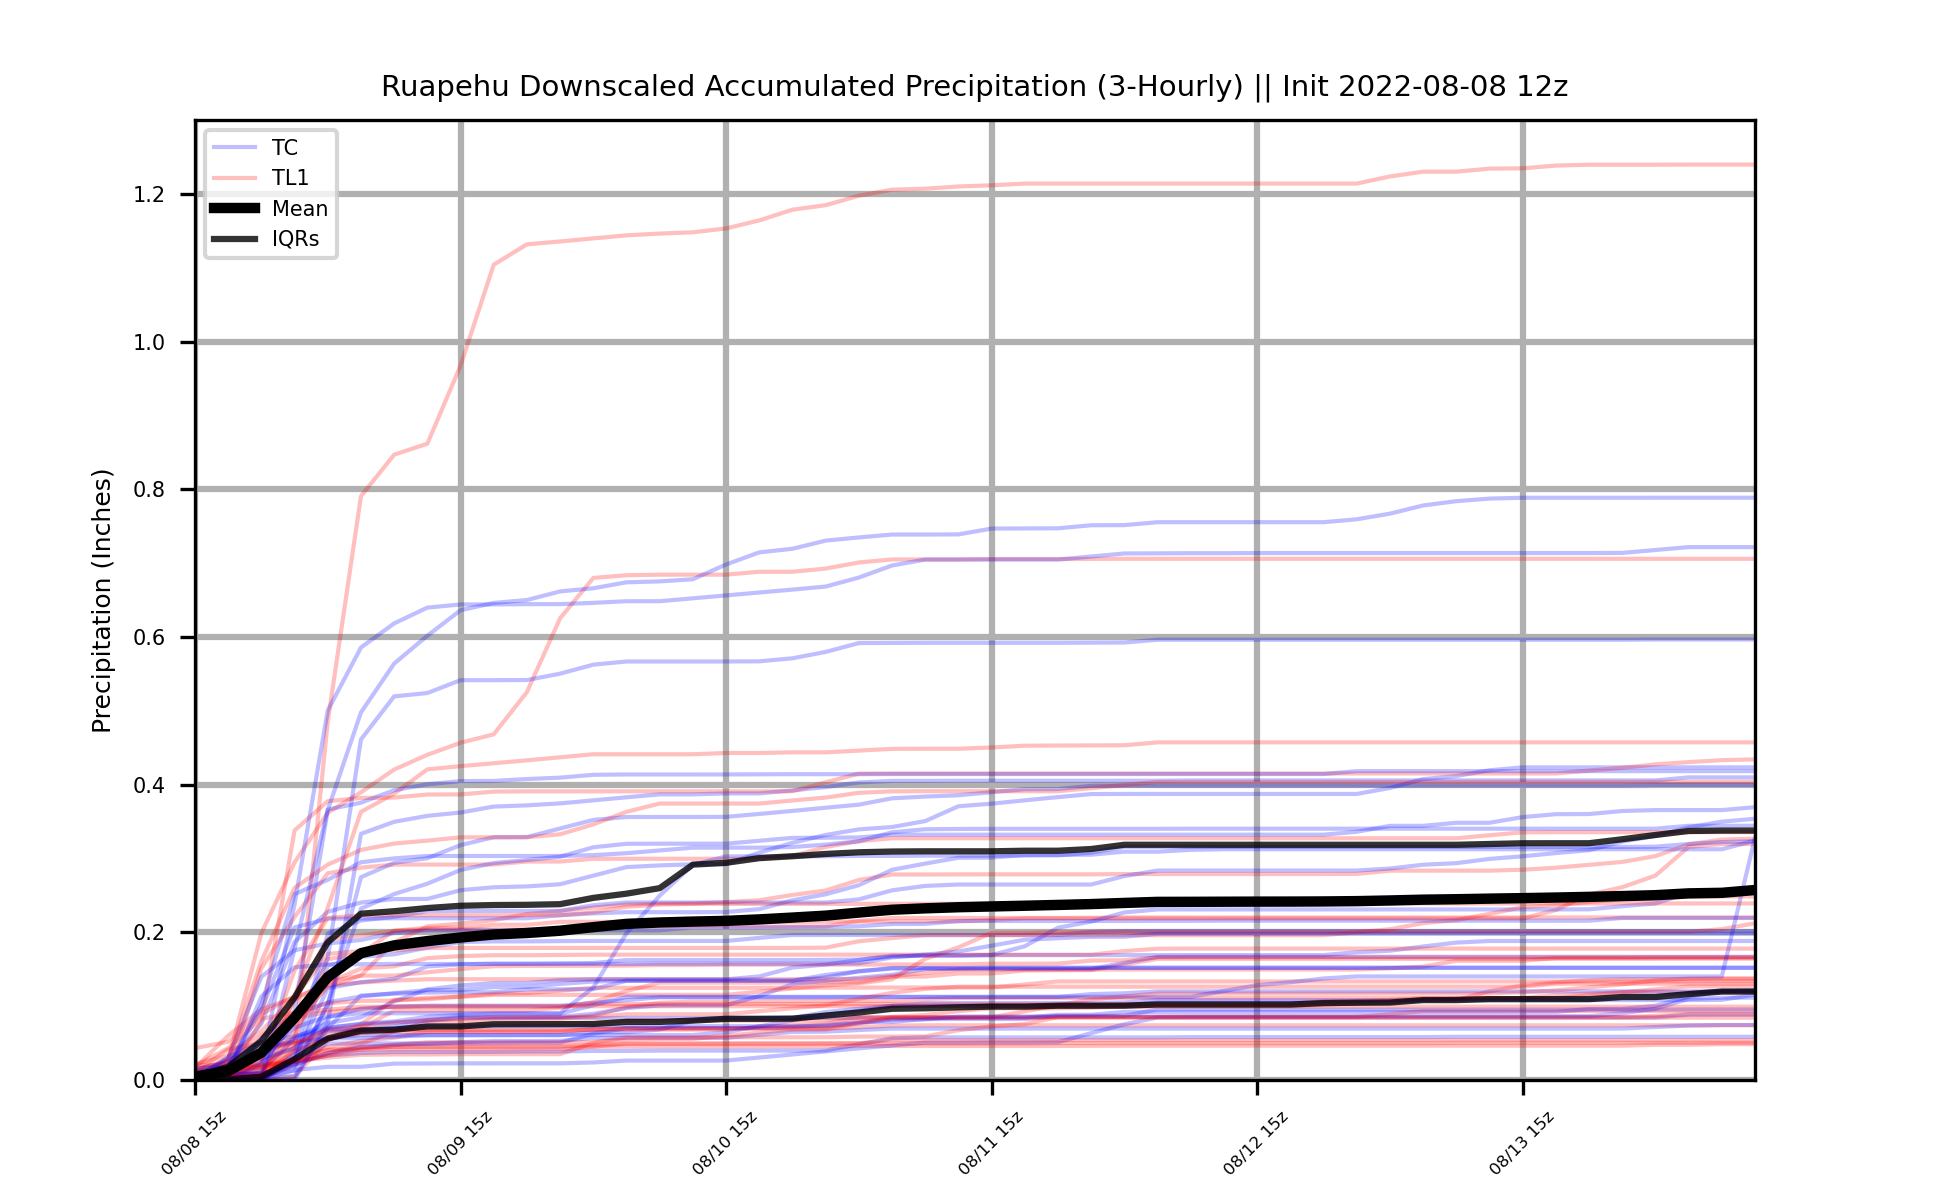 Ruapehu Downscaled Accumulated Precipitation (3-Hourly) || Init 2022-08-08 12z
TC
TL1
Mean
IQRs
1.2
1.0
0.8
0.6
0.4
0.2
0.0
Precipitation (Inches)
08/08 15z
08/09 15z
08/10 15z
08/11 15z
08/12 15z
08/13 15z